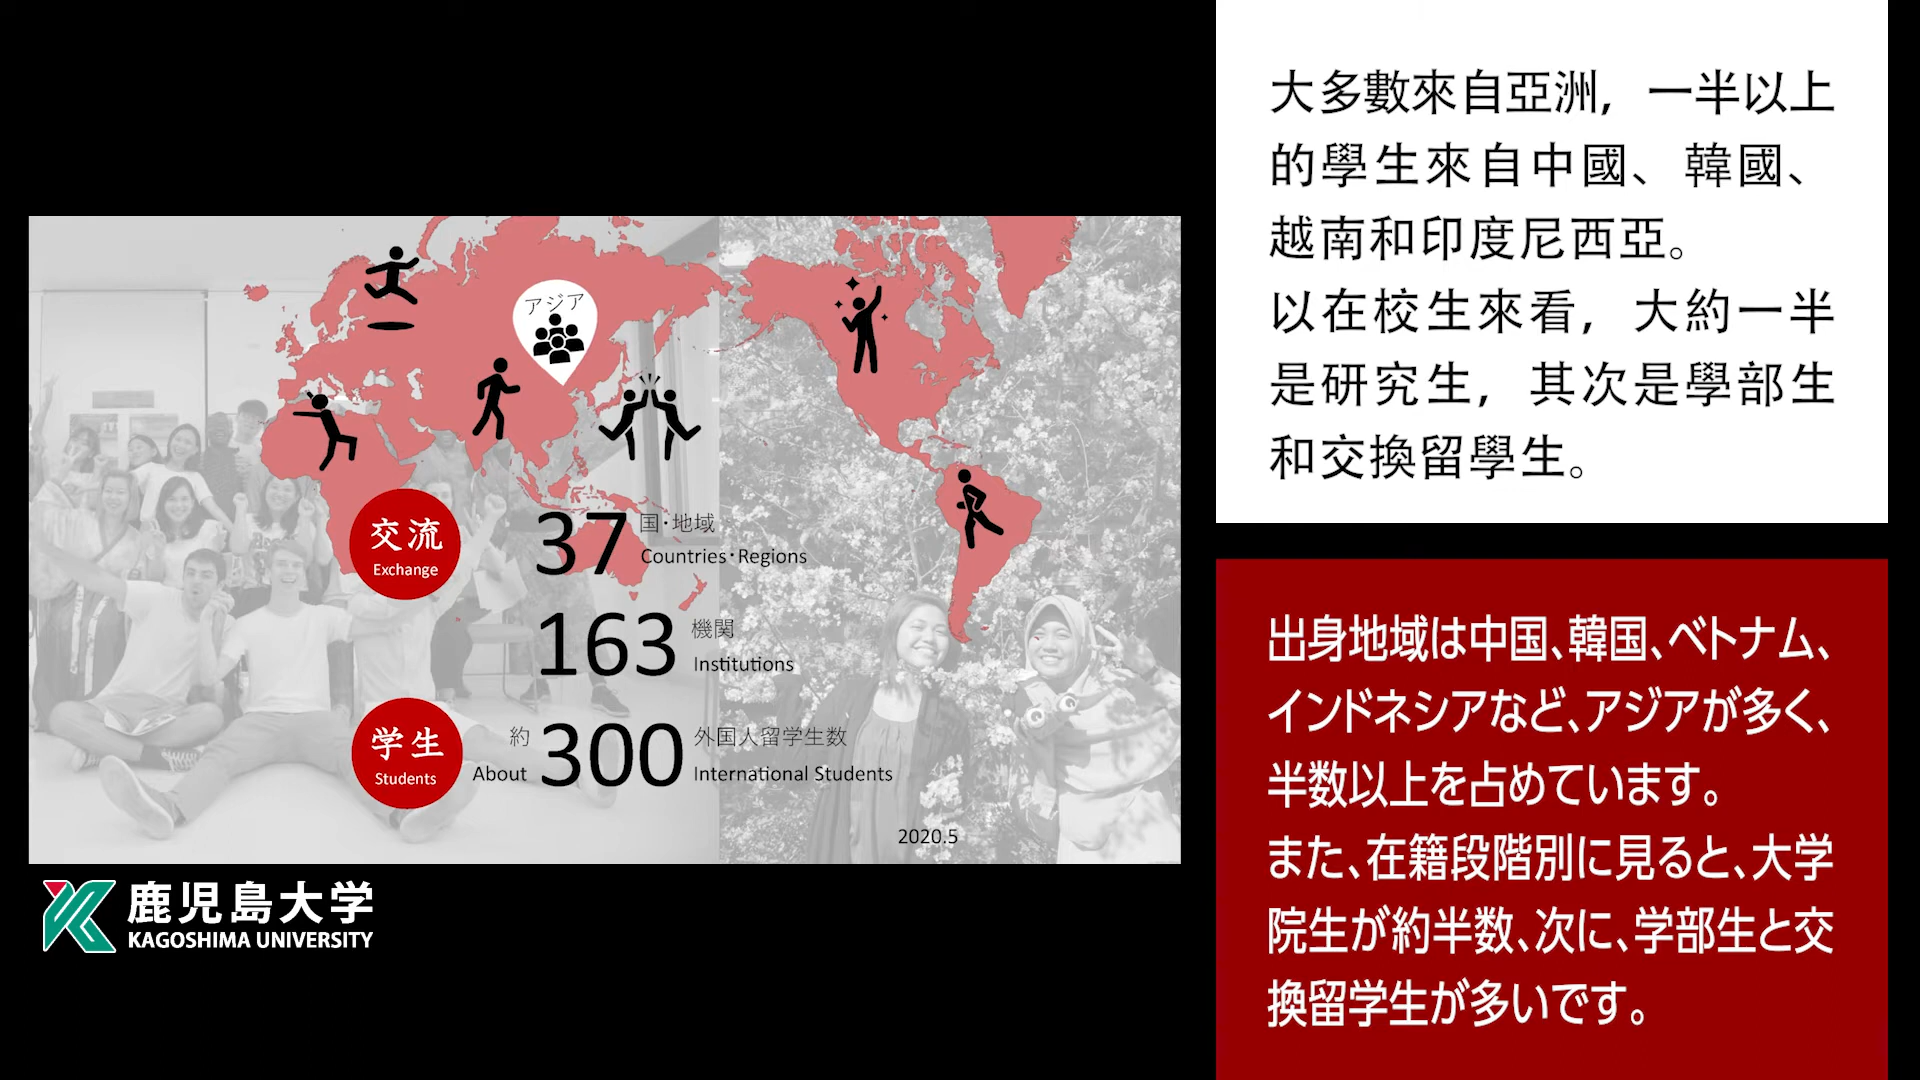 アジア
交流
Exchange
37 国・地域
Countries・Regions
163 機関
Institutions
学生
Students
約 300 外国人留学生数
About International Students
2020.5
鹿児島大学
KAGOSHIMA UNIVERSITY
大多數來自亞洲，一半以上
的學生來自中國、韓國、
越南和印度尼西亞。
以在校生來看，大約一半
是研究生，其次是學部生
和交換留學生。
出身地域は中国、韓国、ベトナム、
インドネシアなど、アジアが多く、
半数以上を占めています。
また、在籍段階別に見ると、大学
院生が約半数、次に、学部生と交
換留学生が多いです。